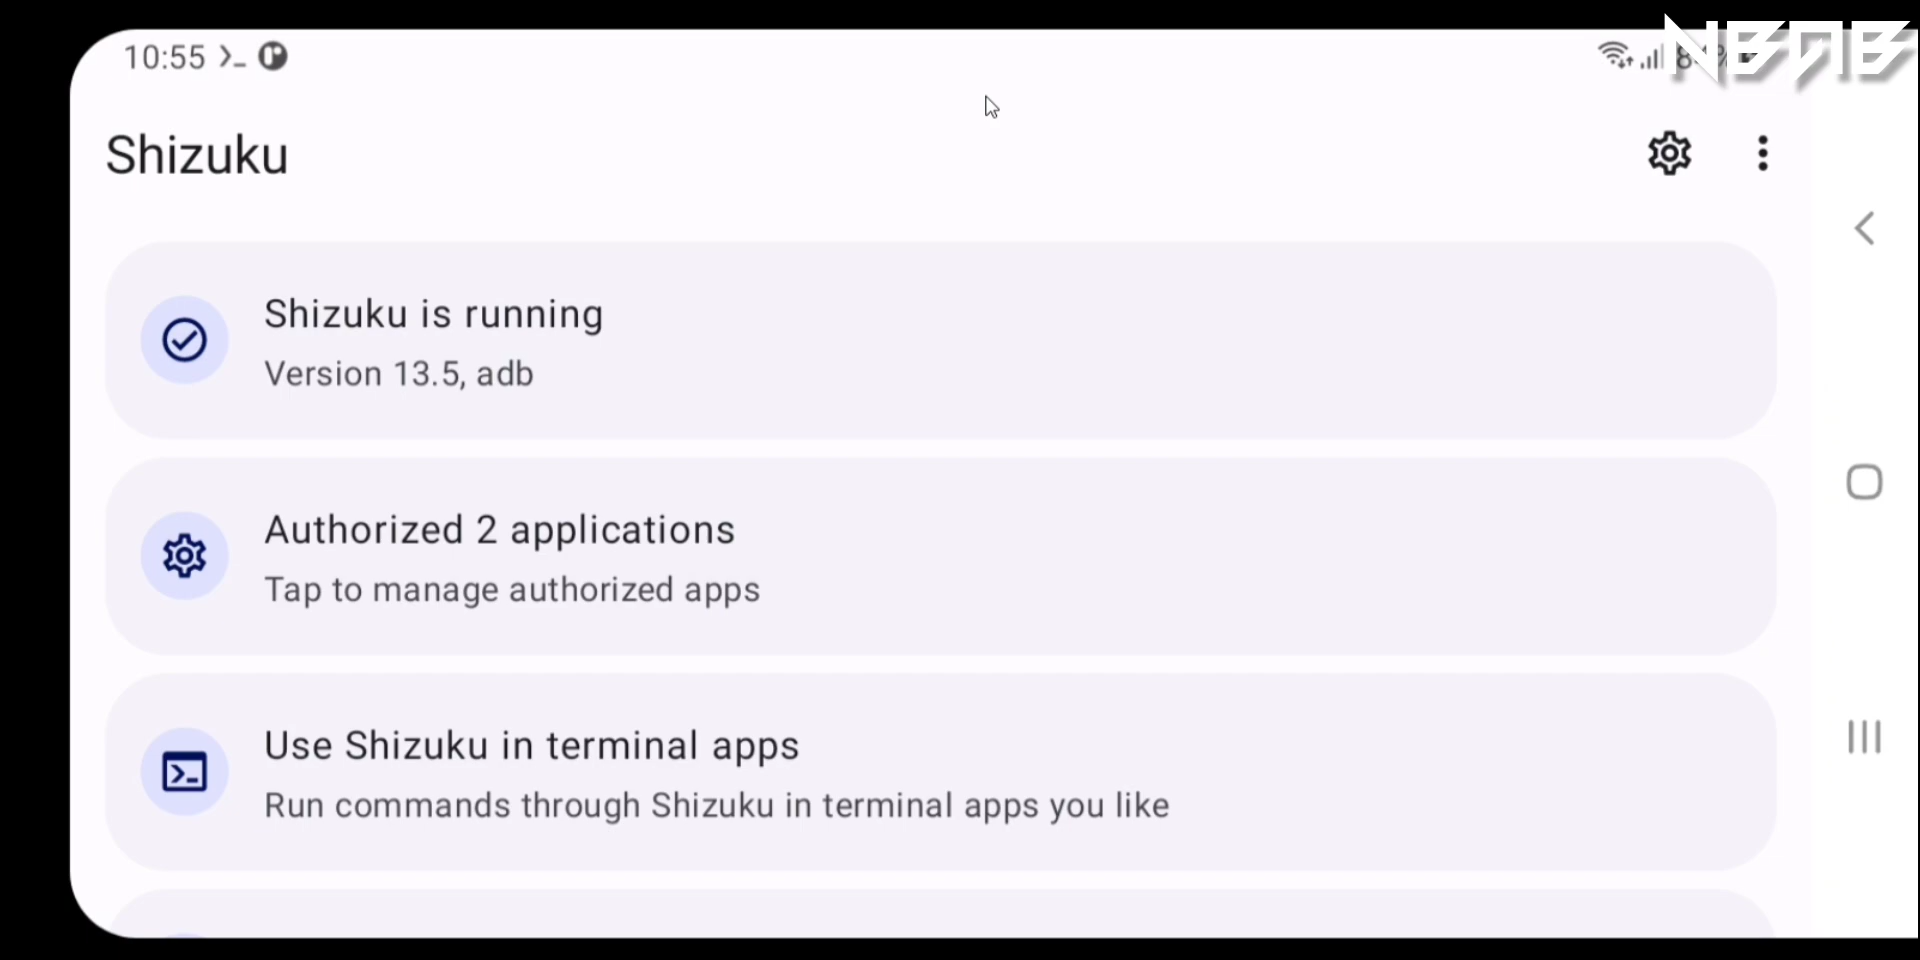 10:55
NBAB
Shizuku
Shizuku is running
Version 13.5, adb
Authorized 2 applications
Tap to manage authorized apps
Use Shizuku in terminal apps
Run commands through Shizuku in terminal apps you like